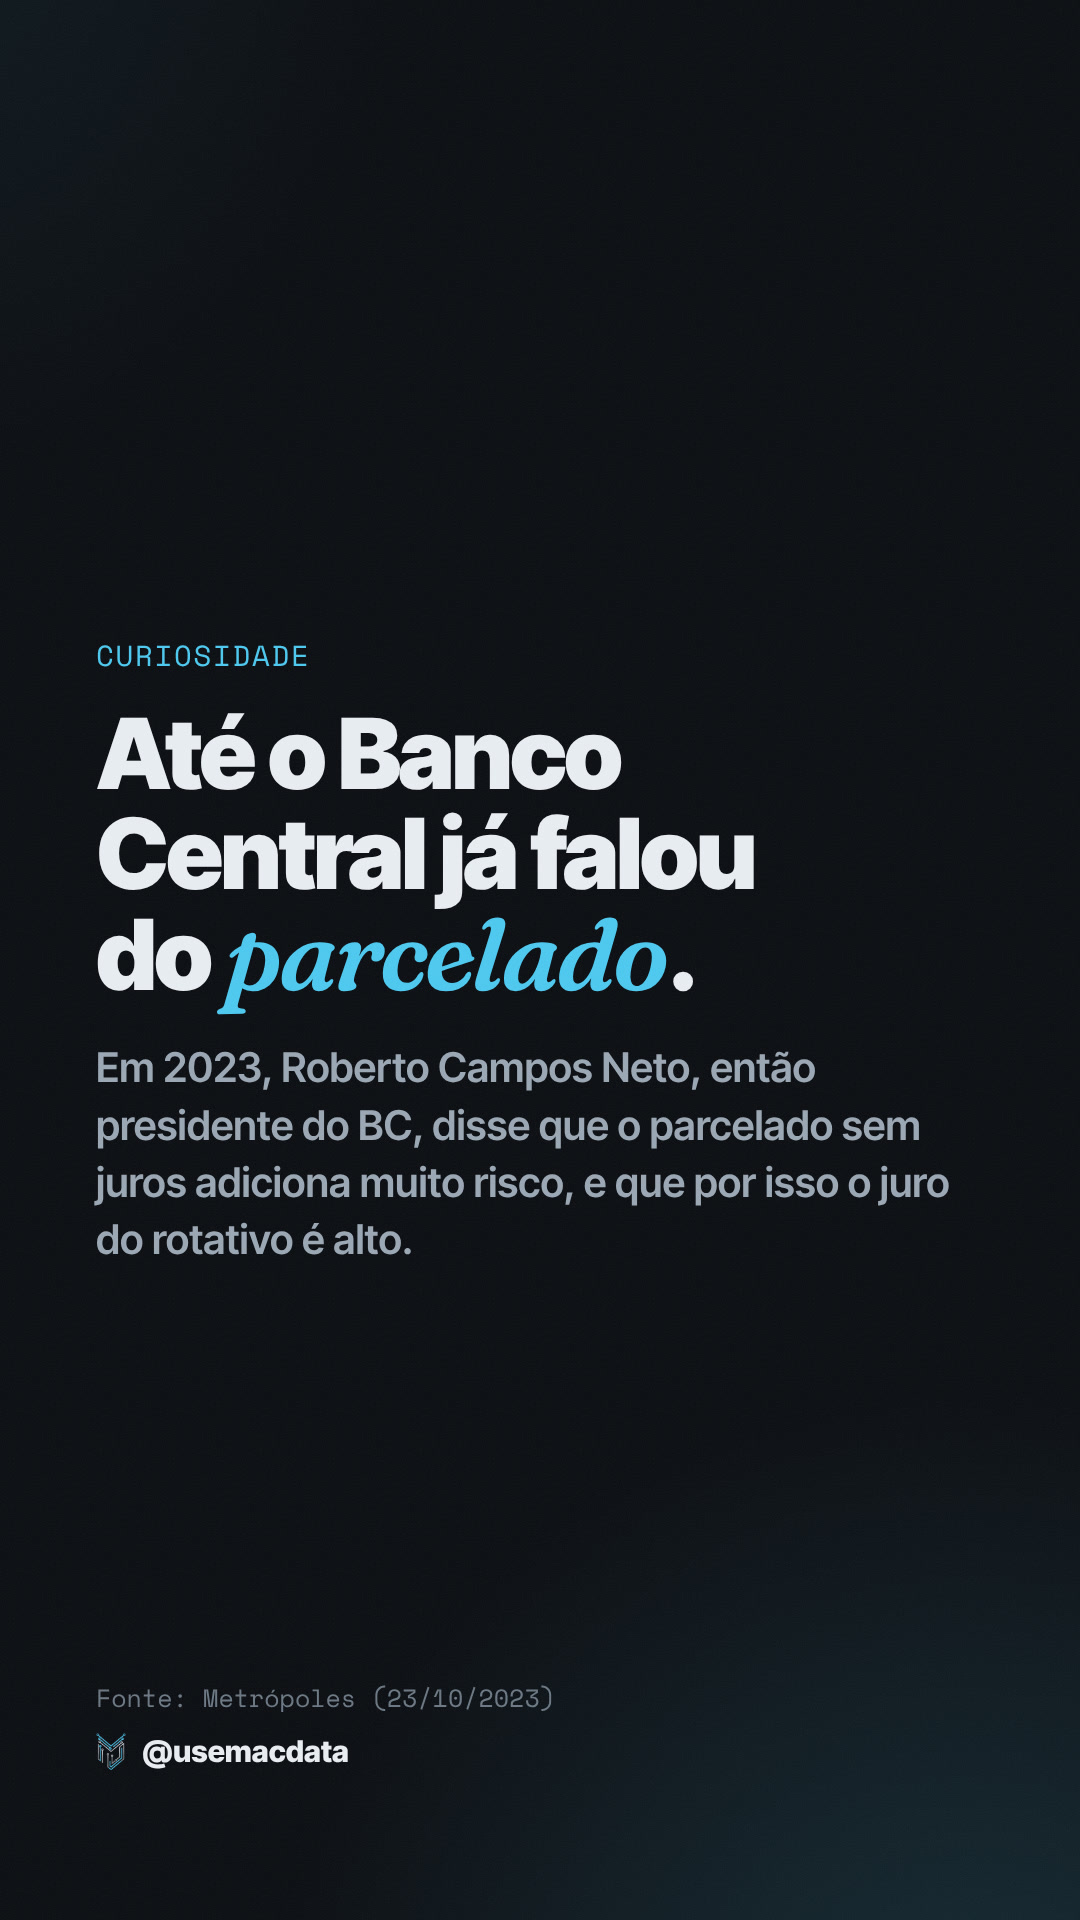 CURIOSIDADE
Até o Banco
Central já falou
do parcelado.
Em 2023, Roberto Campos Neto, então
presidente do BC, disse que o parcelado sem
juros adiciona muito risco, e que por isso o juro
do rotativo é alto.
Fonte: Metrópoles (23/10/2023)
@usemacdata